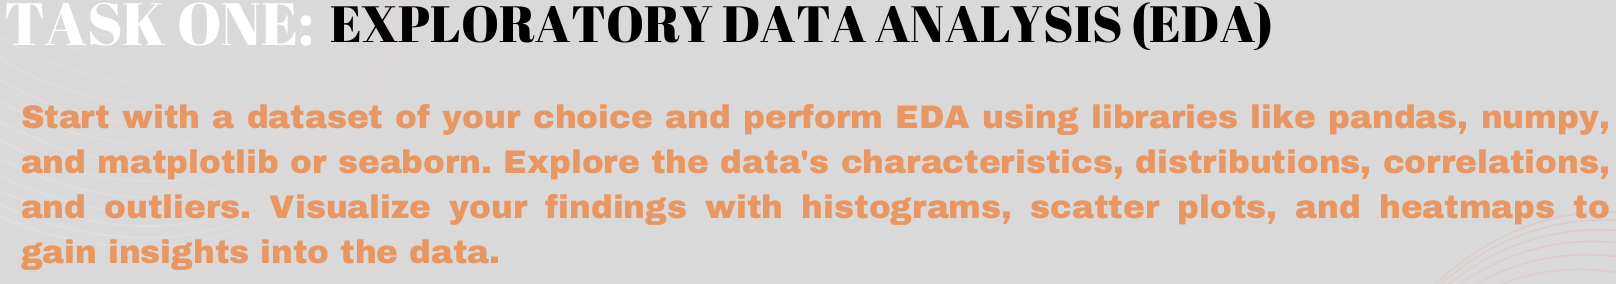 TASK ONE: EXPLORATORY DATA ANALYSIS (EDA)
Start with a dataset of your choice and perform EDA using libraries like pandas, numpy,
and matplotlib or seaborn. Explore the data's characteristics, distributions, correlations,
and outliers. Visualize your findings with histograms, scatter plots, and heatmaps to
gain insights into the data.